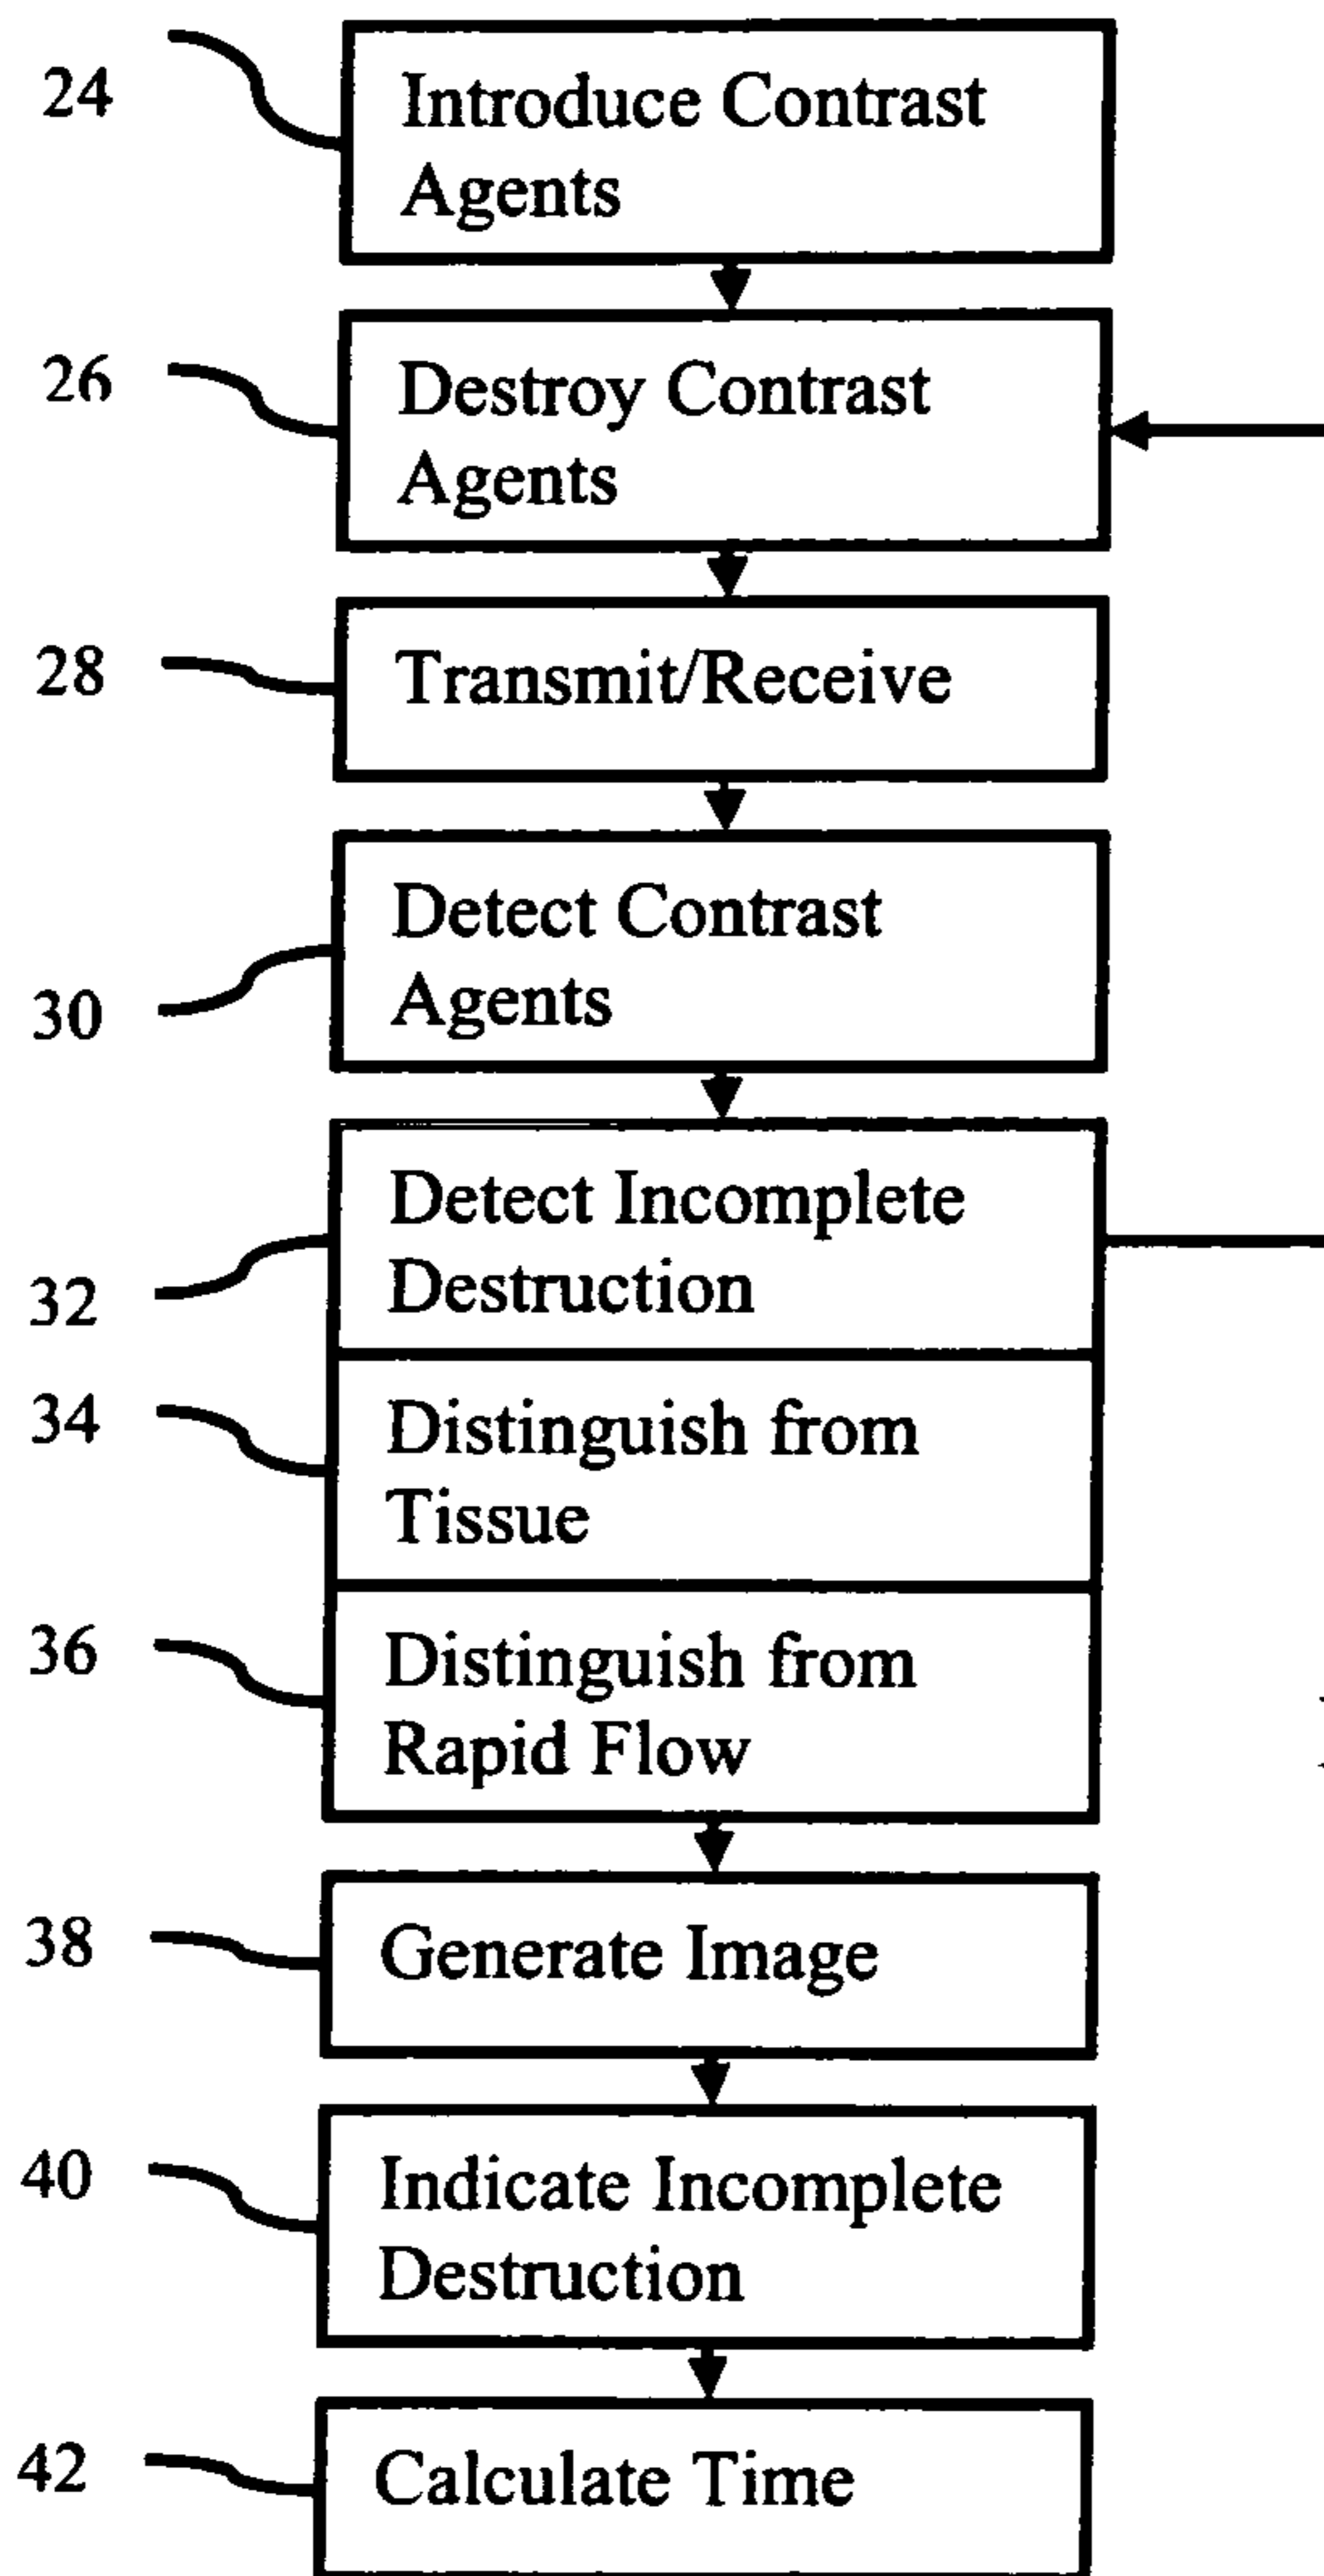 24
Introduce Contrast
Agents
26
Destroy Contrast
Agents
28
Transmit/Receive
Detect Contrast
Agents
30
Detect Incomplete
Destruction
32
34
Distinguish from
Tissue
36
Distinguish from
Rapid Flow
38
Generate Image
40
Indicate Incomplete
Destruction
42
Calculate Time